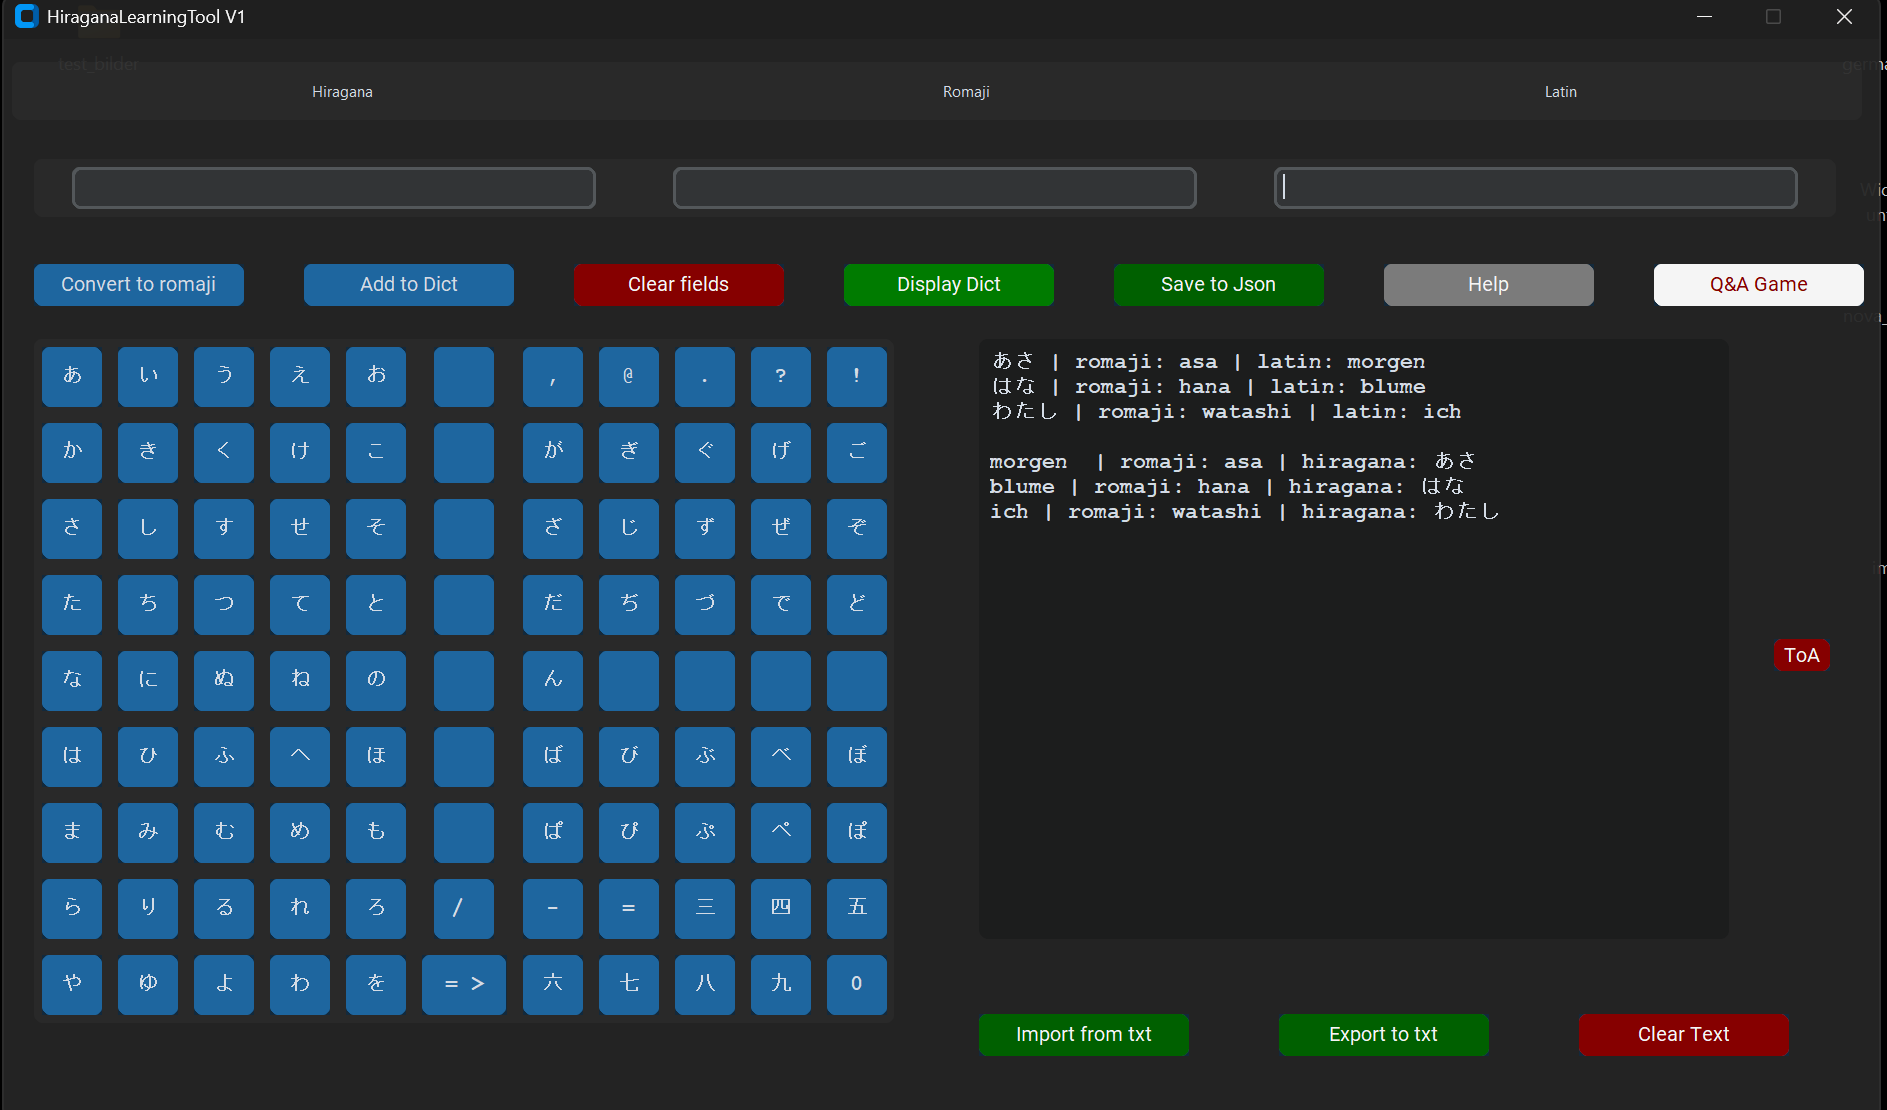 HiraganaLearningTool V1
test_bilder
Hiragana Romaji Latin
Convert to romaji Add to Dict Clear fields Display Dict Save to Json Help Q&A Game
あ い う え お , @ . ? !
か き く け こ が ぎ ぐ げ ご
さ し す せ そ ざ じ ず ぜ ぞ
た ち つ て と だ ぢ づ で ど
な に ぬ ね の ん
は ひ ふ へ ほ ば び ぶ べ ぼ
ま み む め も ぱ ぴ ぷ ぺ ぽ
ら り る れ ろ / - = 三 四 五
や ゆ よ わ を = > 六 七 八 九 0
あさ | romaji: asa | latin: morgen
はな | romaji: hana | latin: blume
わたし | romaji: watashi | latin: ich
morgen  | romaji: asa | hiragana: あさ
blume | romaji: hana | hiragana: はな
ich | romaji: watashi | hiragana: わたし
ToA
Import from txt Export to txt Clear Text